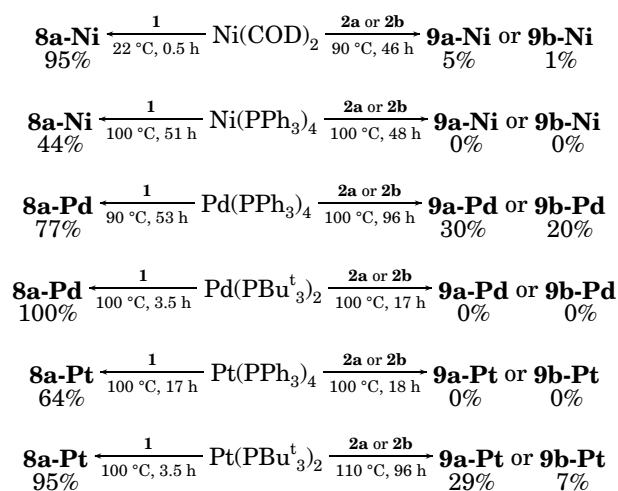 8a-Ni 95% 1 22 °C, 0.5 h Ni(COD)2 2a or 2b 90 °C, 46 h 9a-Ni or 9b-Ni 5% 1%
8a-Ni 44% 1 100 °C, 51 h Ni(PPh3)4 2a or 2b 100 °C, 48 h 9a-Ni or 9b-Ni 0% 0%
8a-Pd 77% 1 90 °C, 53 h Pd(PPh3)4 2a or 2b 100 °C, 96 h 9a-Pd or 9b-Pd 30% 20%
8a-Pd 100% 1 100 °C, 3.5 h Pd(PBut3)2 2a or 2b 100 °C, 17 h 9a-Pd or 9b-Pd 0% 0%
8a-Pt 64% 1 100 °C, 17 h Pt(PPh3)4 2a or 2b 100 °C, 18 h 9a-Pt or 9b-Pt 0% 0%
8a-Pt 95% 1 100 °C, 3.5 h Pt(PBut3)2 2a or 2b 110 °C, 96 h 9a-Pt or 9b-Pt 29% 7%